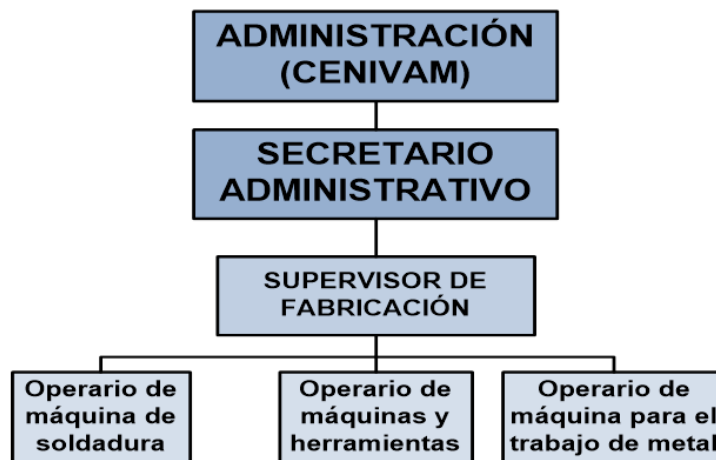 ADMINISTRACIÓN
(CENIVAM)
SECRETARIO
ADMINISTRATIVO
SUPERVISOR DE
FABRICACIÓN
Operario de
máquina de
soldadura
Operario de
máquinas y
herramientas
Operario de
máquina para el
trabajo de metal